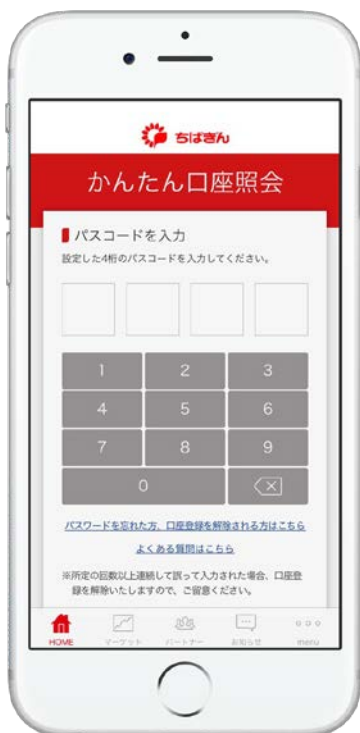 ちばぎん
かんたん口座照会
パスコードを入力
設定した4桁のパスコードを入力してください。
1 2 3
4 5 6
7 8 9
0
パスワードを忘れた方、口座登録を解除される方はこちら
よくある質問はこちら
※所定の回数以上連続して誤って入力された場合、口座登
録を解除いたしますので、ご留意ください。
HOME マーケット パートナー お知らせ menu